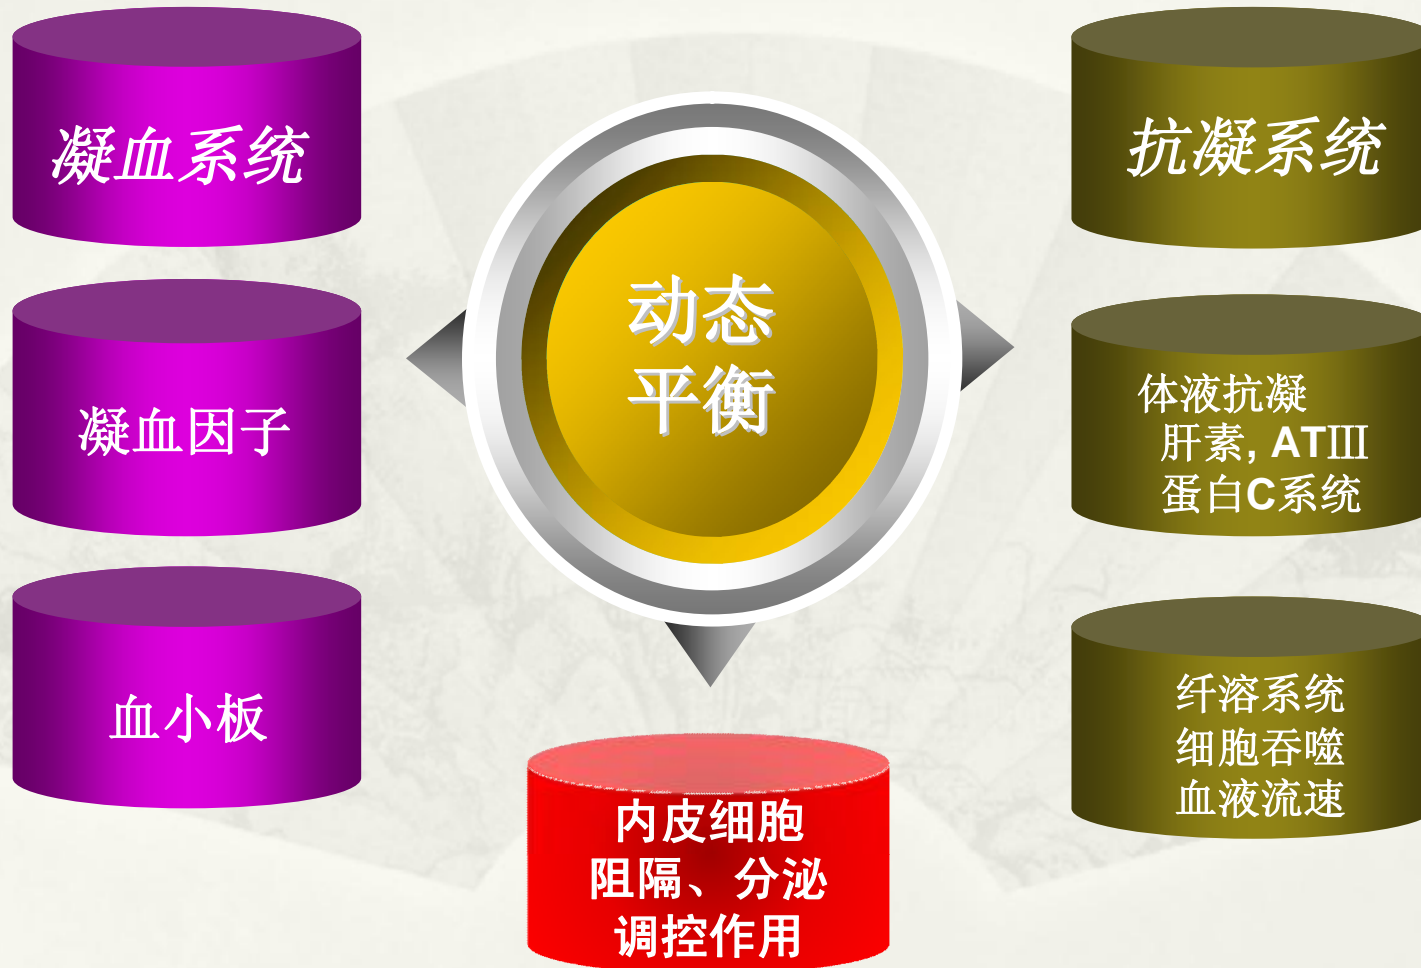 凝血系统
凝血因子
血小板
动态
平衡
内皮细胞
阻隔、分泌
调控作用
抗凝系统
体液抗凝
肝素, ATⅢ
蛋白C系统
纤溶系统
细胞吞噬
血液流速